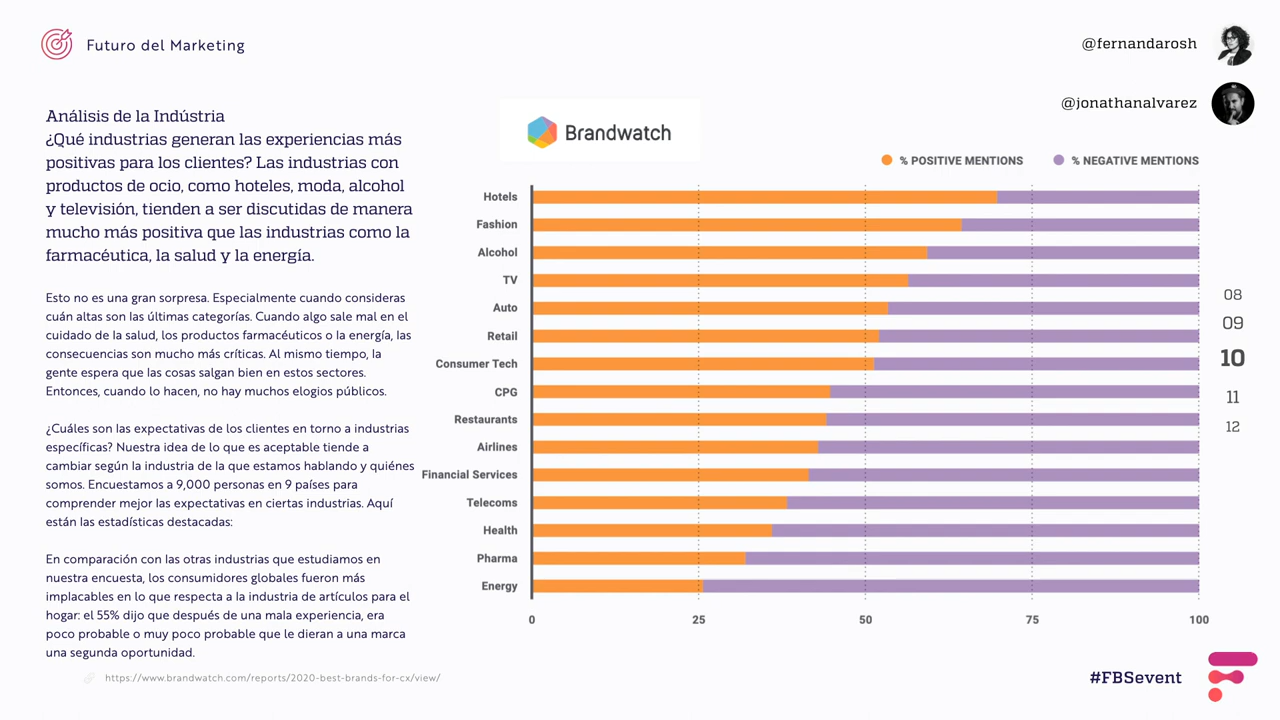 Futuro del Marketing
@fernandarosh
@jonathanalvarez
Análisis de la Indústria
¿Qué industrias generan las experiencias más
positivas para los clientes? Las industrias con
productos de ocio, como hoteles, moda, alcohol
y televisión, tienden a ser discutidas de manera
mucho más positiva que las industrias como la
farmacéutica, la salud y la energía.
Esto no es una gran sorpresa. Especialmente cuando consideras
cuán altas son las últimas categorías. Cuando algo sale mal en el
cuidado de la salud, los productos farmacéuticos o la energía, las
consecuencias son mucho más críticas. Al mismo tiempo, la
gente espera que las cosas salgan bien en estos sectores.
Entonces, cuando lo hacen, no hay muchos elogios públicos.
¿Cuáles son las expectativas de los clientes en torno a industrias
específicas? Nuestra idea de lo que es aceptable tiende a
cambiar según la industria de la que estamos hablando y quiénes
somos. Encuestamos a 9,000 personas en 9 países para
comprender mejor las expectativas en ciertas industrias. Aquí
están las estadísticas destacadas:
En comparación con las otras industrias que estudiamos en
nuestra encuesta, los consumidores globales fueron más
implacables en lo que respecta a la industria de artículos para el
hogar: el 55% dijo que después de una mala experiencia, era
poco probable o muy poco probable que le dieran a una marca
una segunda oportunidad.
https://www.brandwatch.com/reports/2020-best-brands-for-cx/view/
Brandwatch
% POSITIVE MENTIONS
% NEGATIVE MENTIONS
Hotels
Fashion
Alcohol
TV
Auto
Retail
Consumer Tech
CPG
Restaurants
Airlines
Financial Services
Telecoms
Health
Pharma
Energy
0 25 50 75 100
08
09
10
11
12
#FBSevent